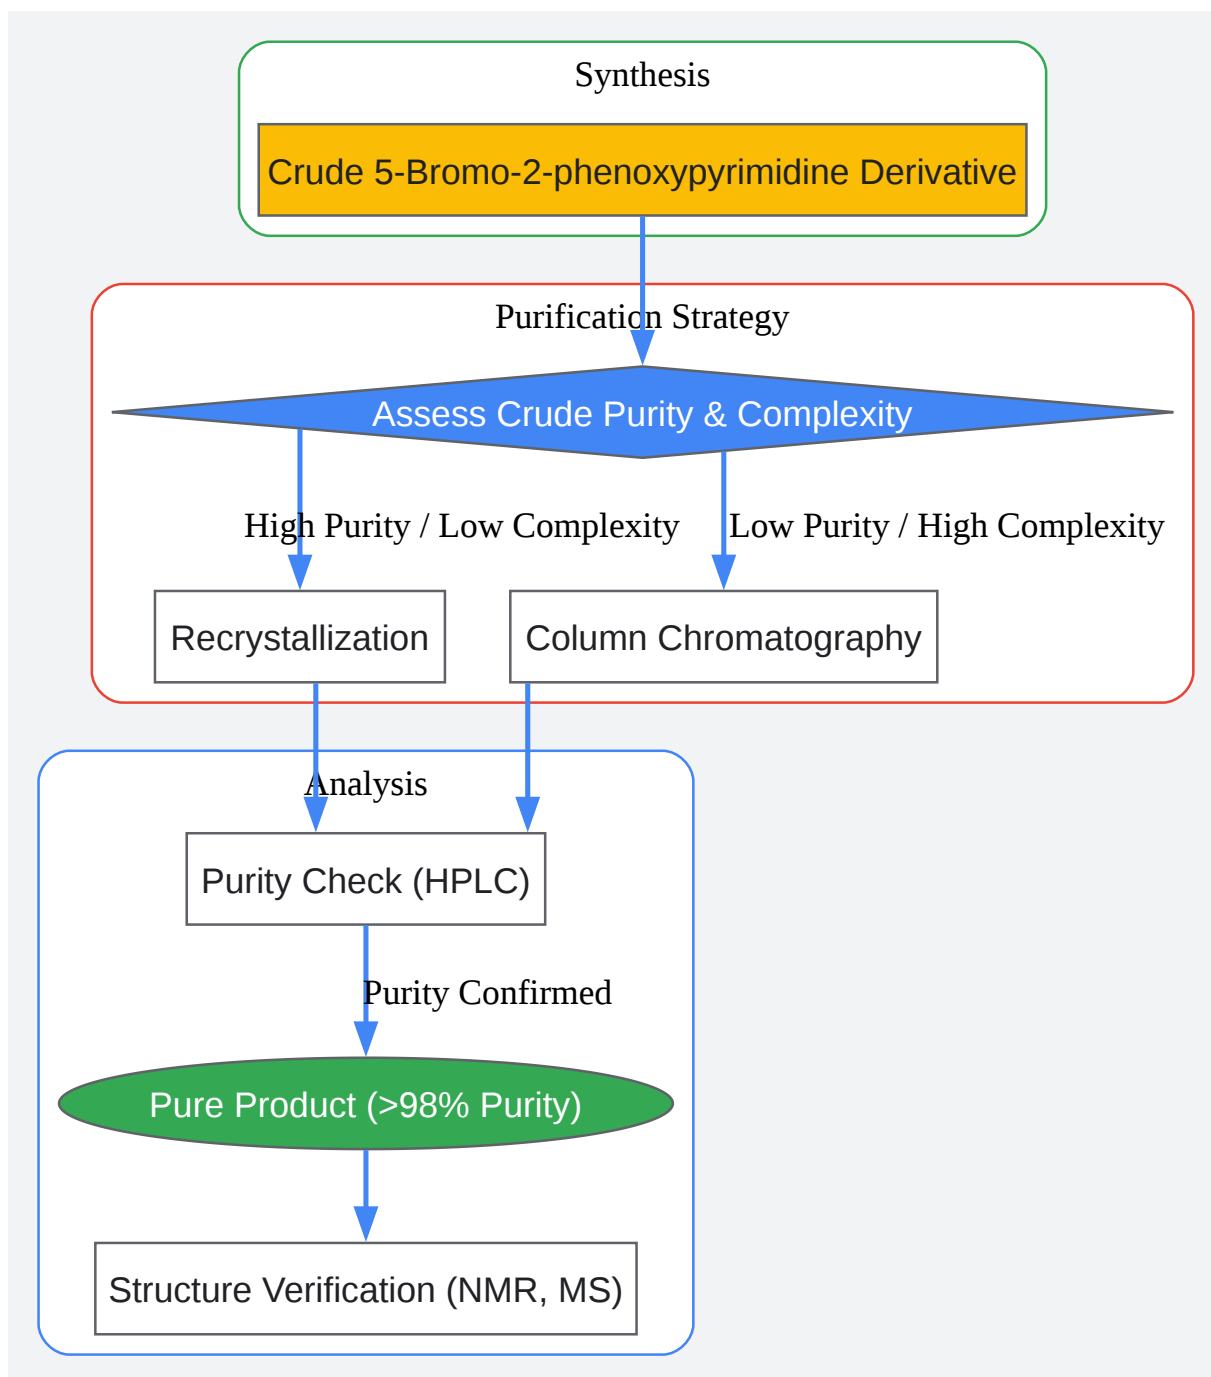 Synthesis
Crude 5-Bromo-2-phenoxypyrimidine Derivative
Purification Strategy
Assess Crude Purity & Complexity
High Purity / Low Complexity
Low Purity / High Complexity
Recrystallization
Column Chromatography
Analysis
Purity Check (HPLC)
Purity Confirmed
Pure Product (>98% Purity)
Structure Verification (NMR, MS)